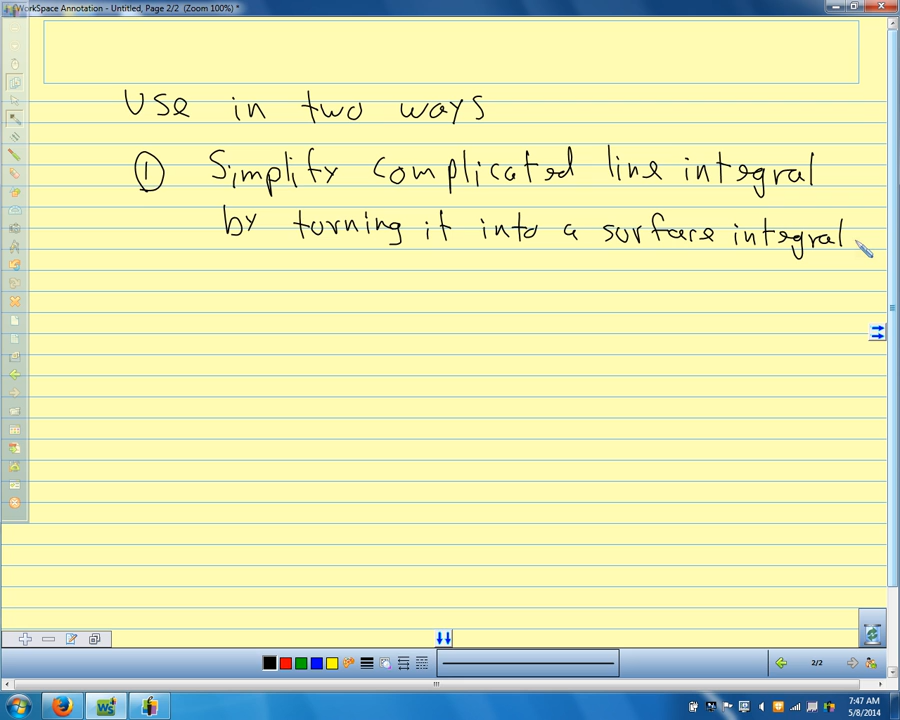 WorkSpace Annotation - Untitled, Page 2/2 (Zoom 100%) *
Use in two ways
① Simplify complicated line integral
by turning it into a surface integral
2/2
7:47 AM
5/8/2014